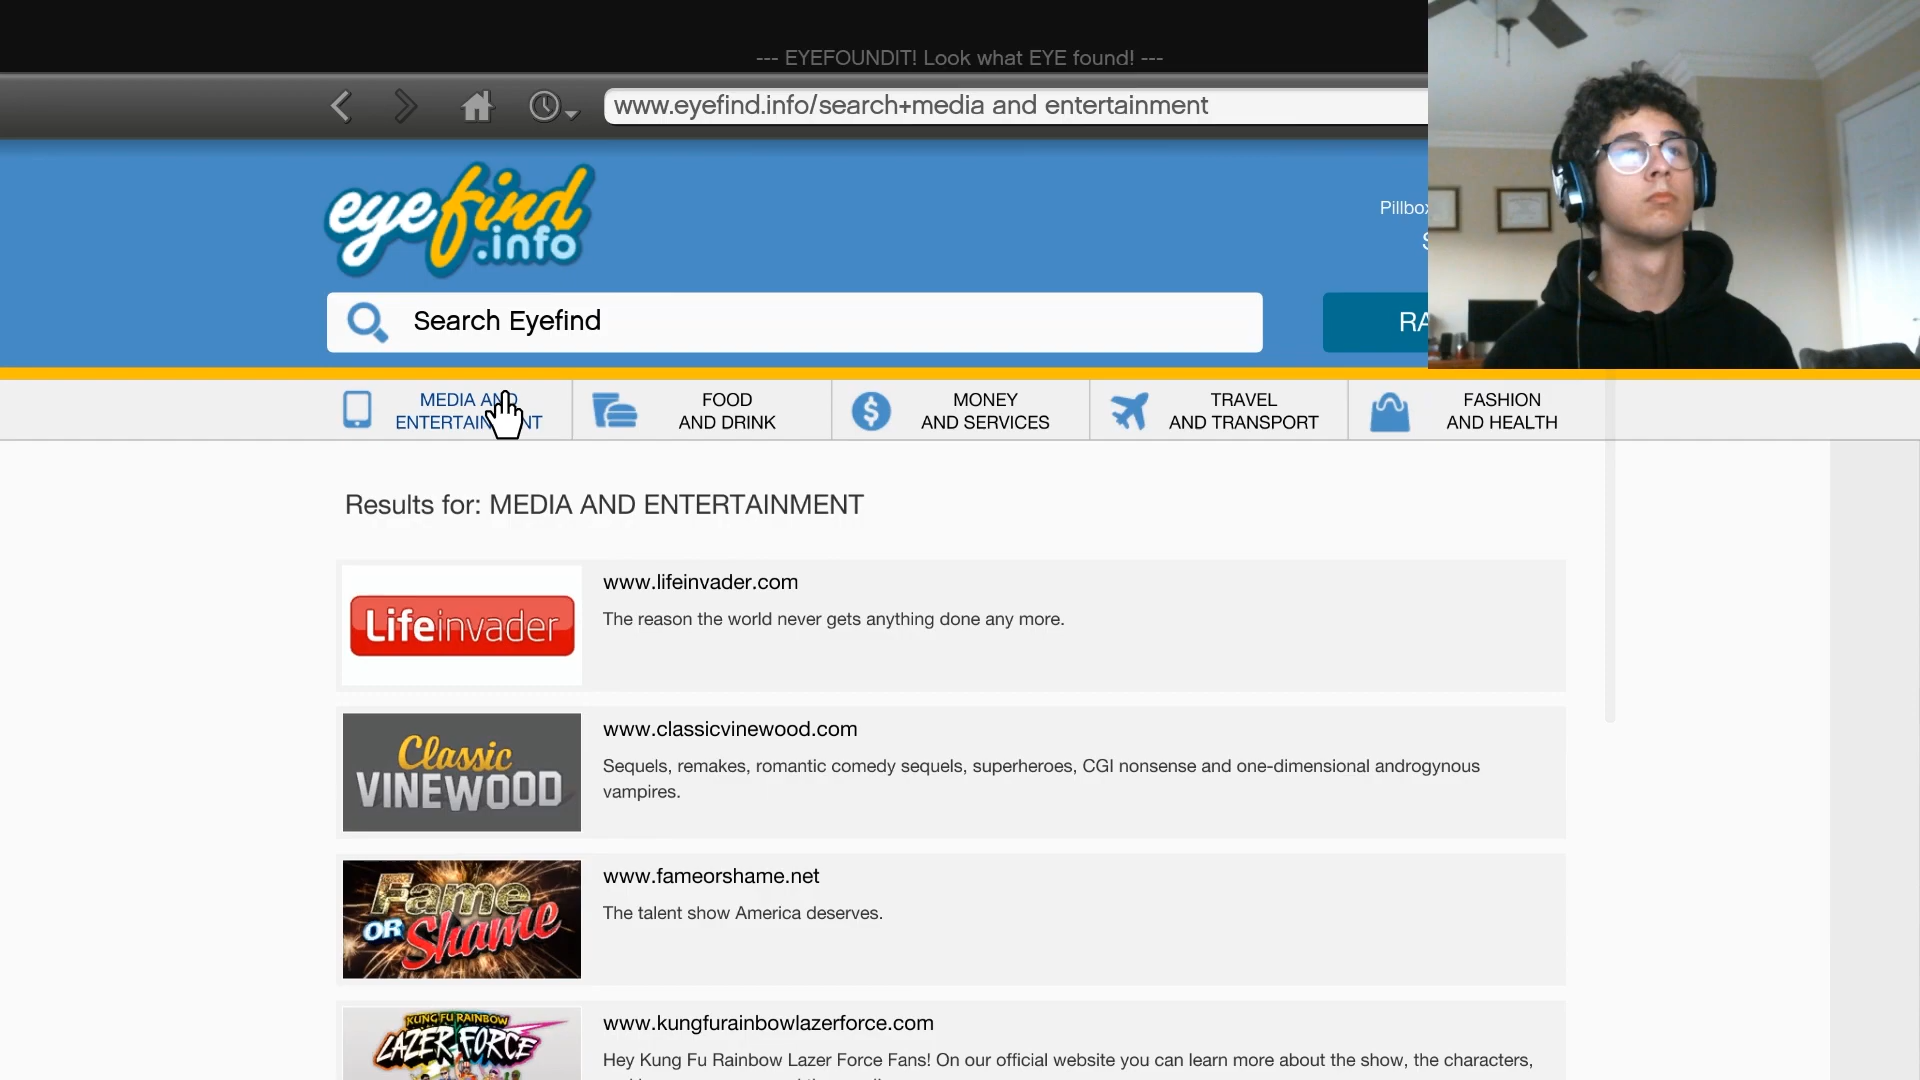 --- EYEFOUNDIT! Look what EYE found! ---
www.eyefind.info/search+media and entertainment
eyefind
.info
Search Eyefind
MEDIA AND
ENTERTAINMENT
FOOD
AND DRINK
MONEY
AND SERVICES
TRAVEL
AND TRANSPORT
FASHION
AND HEALTH
Results for: MEDIA AND ENTERTAINMENT
Lifeinvader
www.lifeinvader.com
The reason the world never gets anything done any more.
Classic
VINEWOOD
www.classicvinewood.com
Sequels, remakes, romantic comedy sequels, superheroes, CGI nonsense and one-dimensional androgynous
vampires.
Fame
OR Shame
www.fameorshame.net
The talent show America deserves.
KUNG FU RAINBOW
LAZER FORCE
www.kungfurainbowlazerforce.com
Hey Kung Fu Rainbow Lazer Force Fans! On our official website you can learn more about the show, the characters,